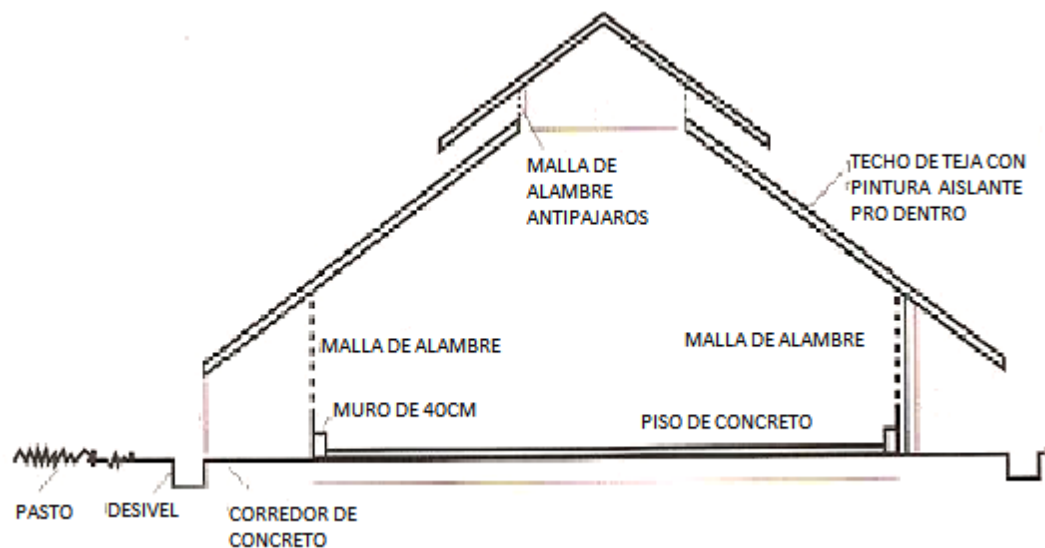 MALLA DE
ALAMBRE
ANTIPAJAROS
TECHO DE TEJA CON
PINTURA AISLANTE
PRO DENTRO
MALLA DE ALAMBRE
MALLA DE ALAMBRE
MURO DE 40CM
PISO DE CONCRETO
PASTO
DESIVEL
CORREDOR DE
CONCRETO